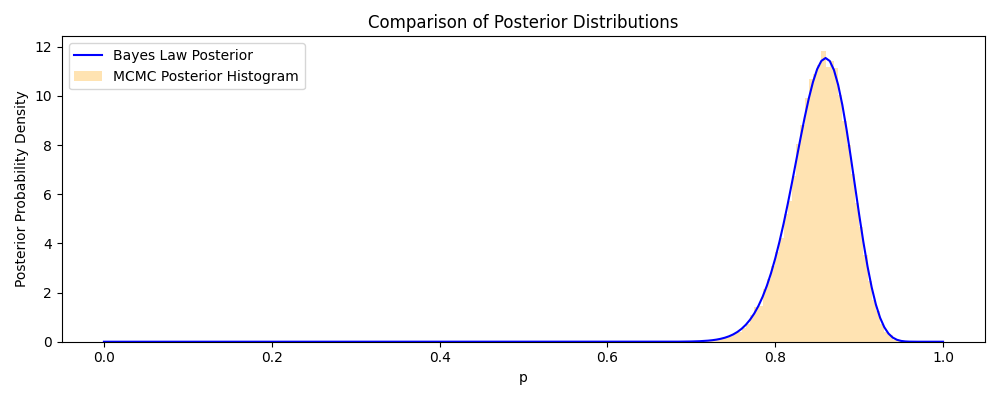 Comparison of Posterior Distributions
Bayes Law Posterior
MCMC Posterior Histogram
Posterior Probability Density
12
10
8
6
4
2
0
0.0 0.2 0.4 0.6 0.8 1.0
p